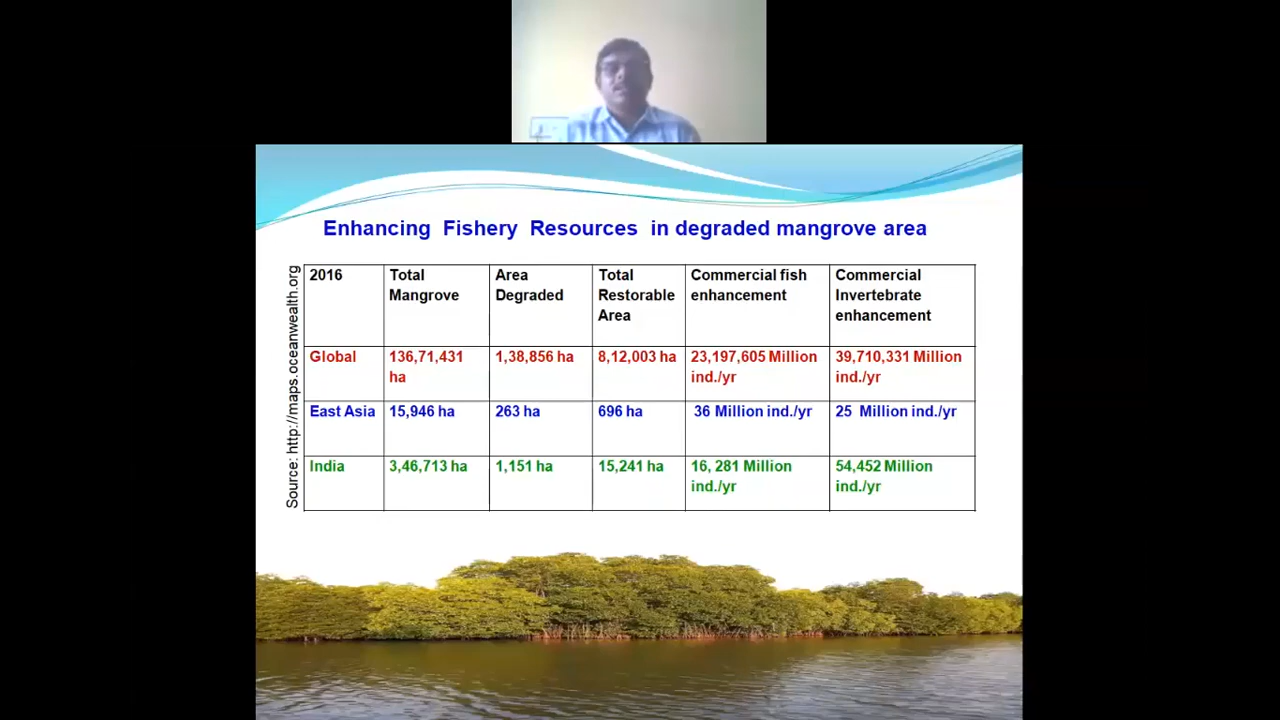 Enhancing Fishery Resources in degraded mangrove area
Source: http://maps.oceanwealth.org
2016
Total
Mangrove
Area
Degraded
Total
Restorable
Area
Commercial fish
enhancement
Commercial
Invertebrate
enhancement
Global
136,71,431
ha
1,38,856 ha
8,12,003 ha
23,197,605 Million
ind./yr
39,710,331 Million
ind./yr
East Asia
15,946 ha
263 ha
696 ha
36 Million ind./yr
25 Million ind./yr
India
3,46,713 ha
1,151 ha
15,241 ha
16, 281 Million
ind./yr
54,452 Million
ind./yr